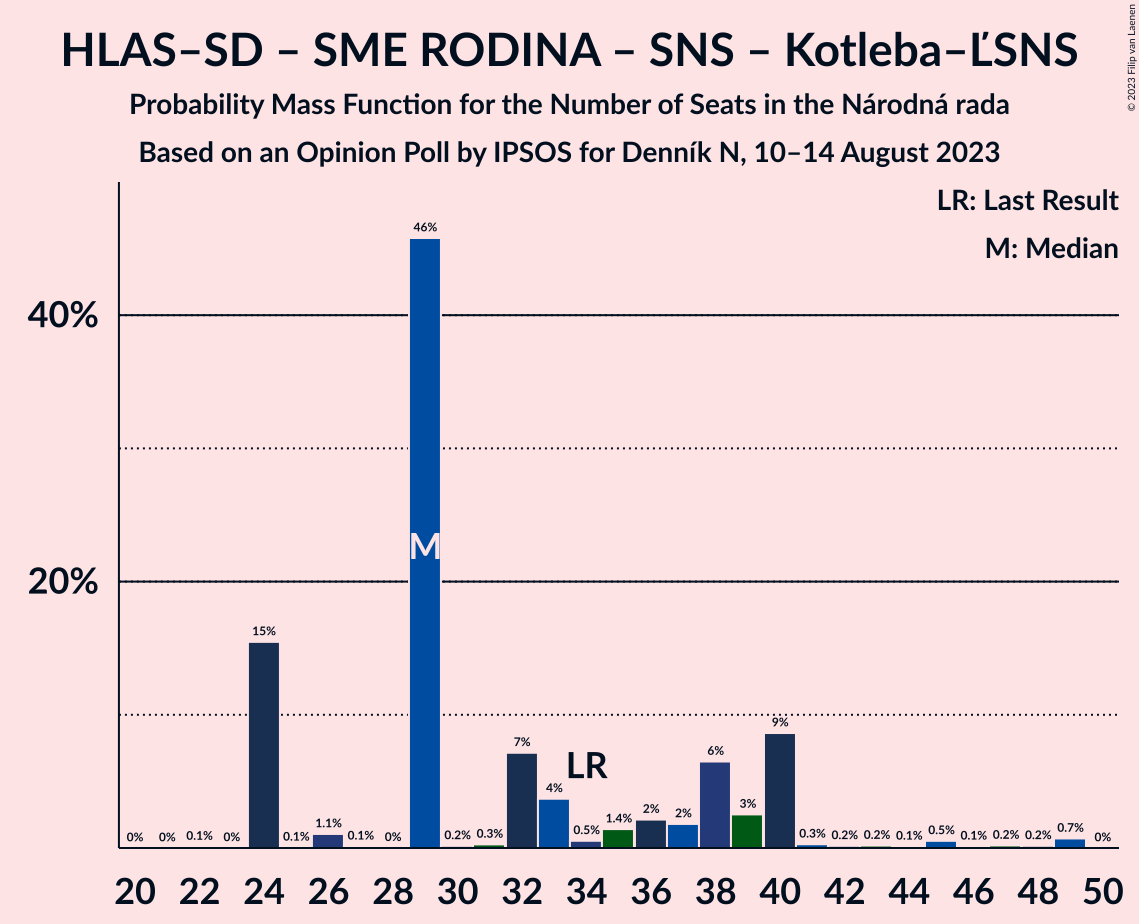 HLAS–SD – SME RODINA – SNS – Kotleba–ĽSNS
Probability Mass Function for the Number of Seats in the Národná rada
Based on an Opinion Poll by IPSOS for Denník N, 10–14 August 2023
© 2023 Filip van Laenen
LR: Last Result
M: Median
40%
20%
0% 0% 0.1% 0% 15% 0.1% 1.1% 0.1% 0% 46% 0.2% 0.3% 7% 4% 0.5% 1.4% 2% 2% 6% 3% 9% 0.3% 0.2% 0.2% 0.1% 0.5% 0.1% 0.2% 0.2% 0.7% 0%
M
LR
20 22 24 26 28 30 32 34 36 38 40 42 44 46 48 50